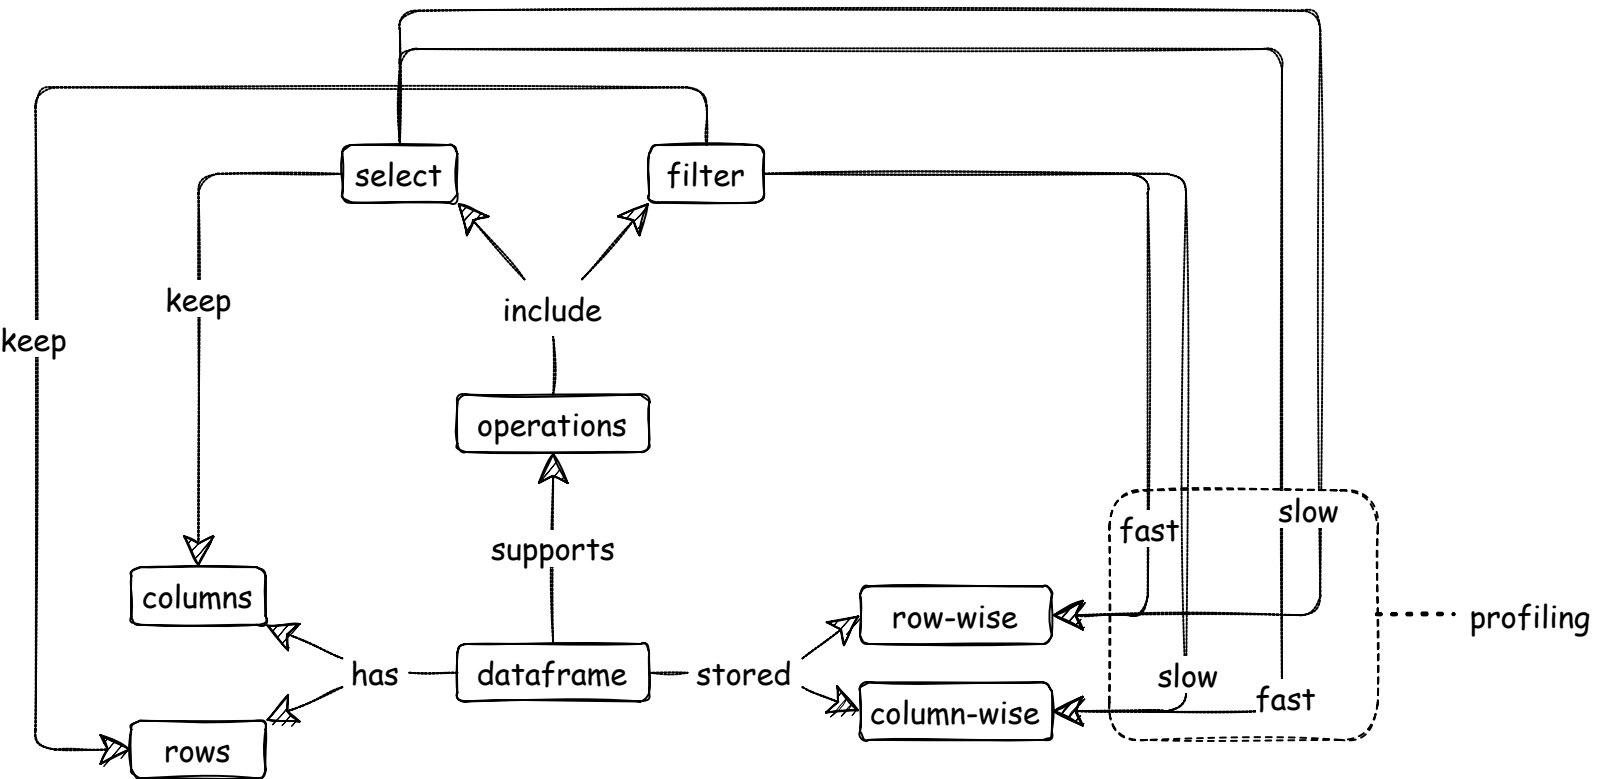 select
filter
keep
include
keep
operations
slow
fast
supports
columns
row-wise
profiling
has
dataframe
stored
slow
fast
column-wise
rows